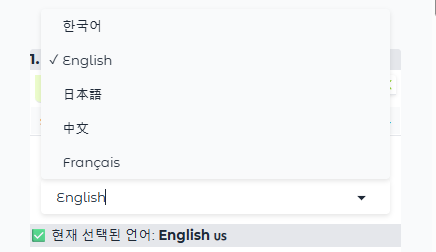 한국어
1.
✓ English
日本語
中文
Français
English
✅ 현재 선택된 언어: English us